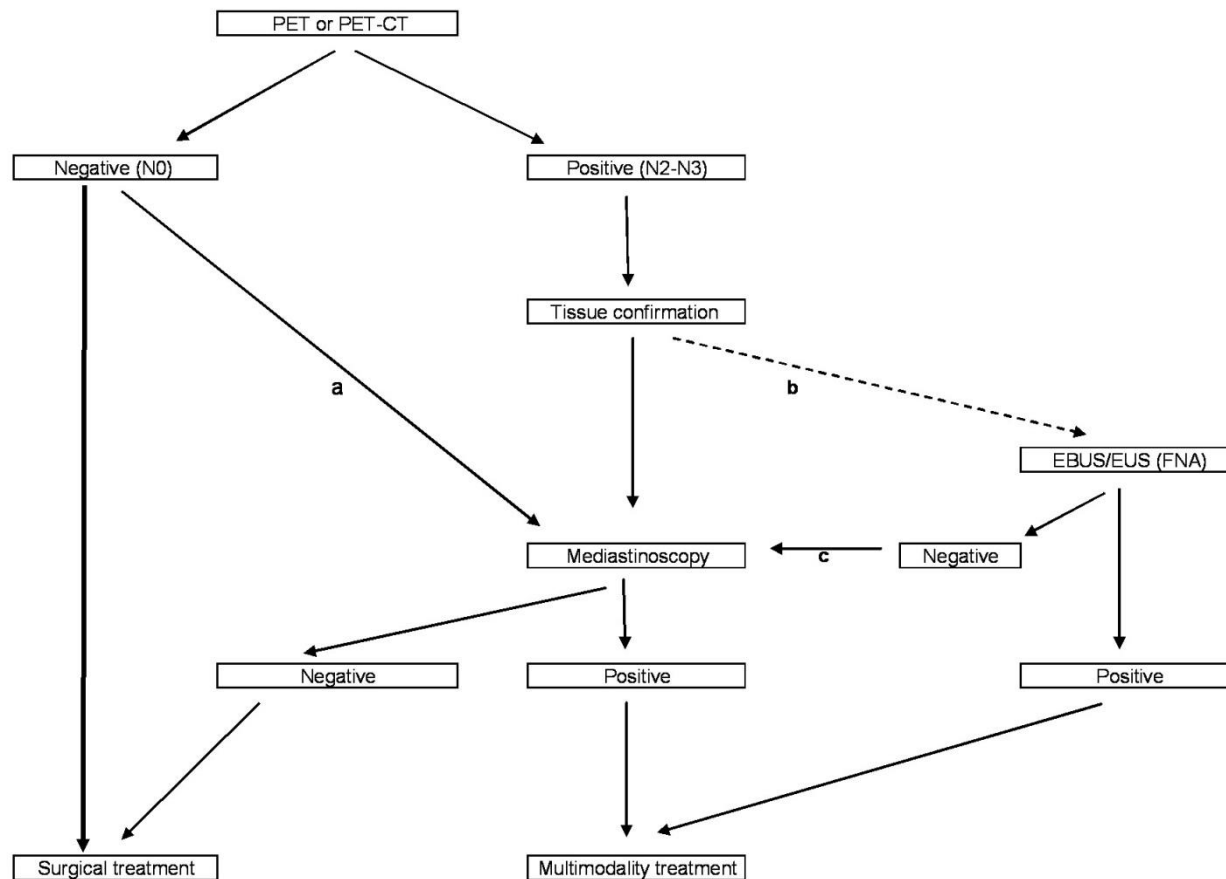 PET or PET-CT
Negative (N0)
Positive (N2-N3)
Tissue confirmation
a
b
EBUS/EUS (FNA)
Mediastinoscopy
c
Negative
Negative
Positive
Positive
Surgical treatment
Multimodality treatment